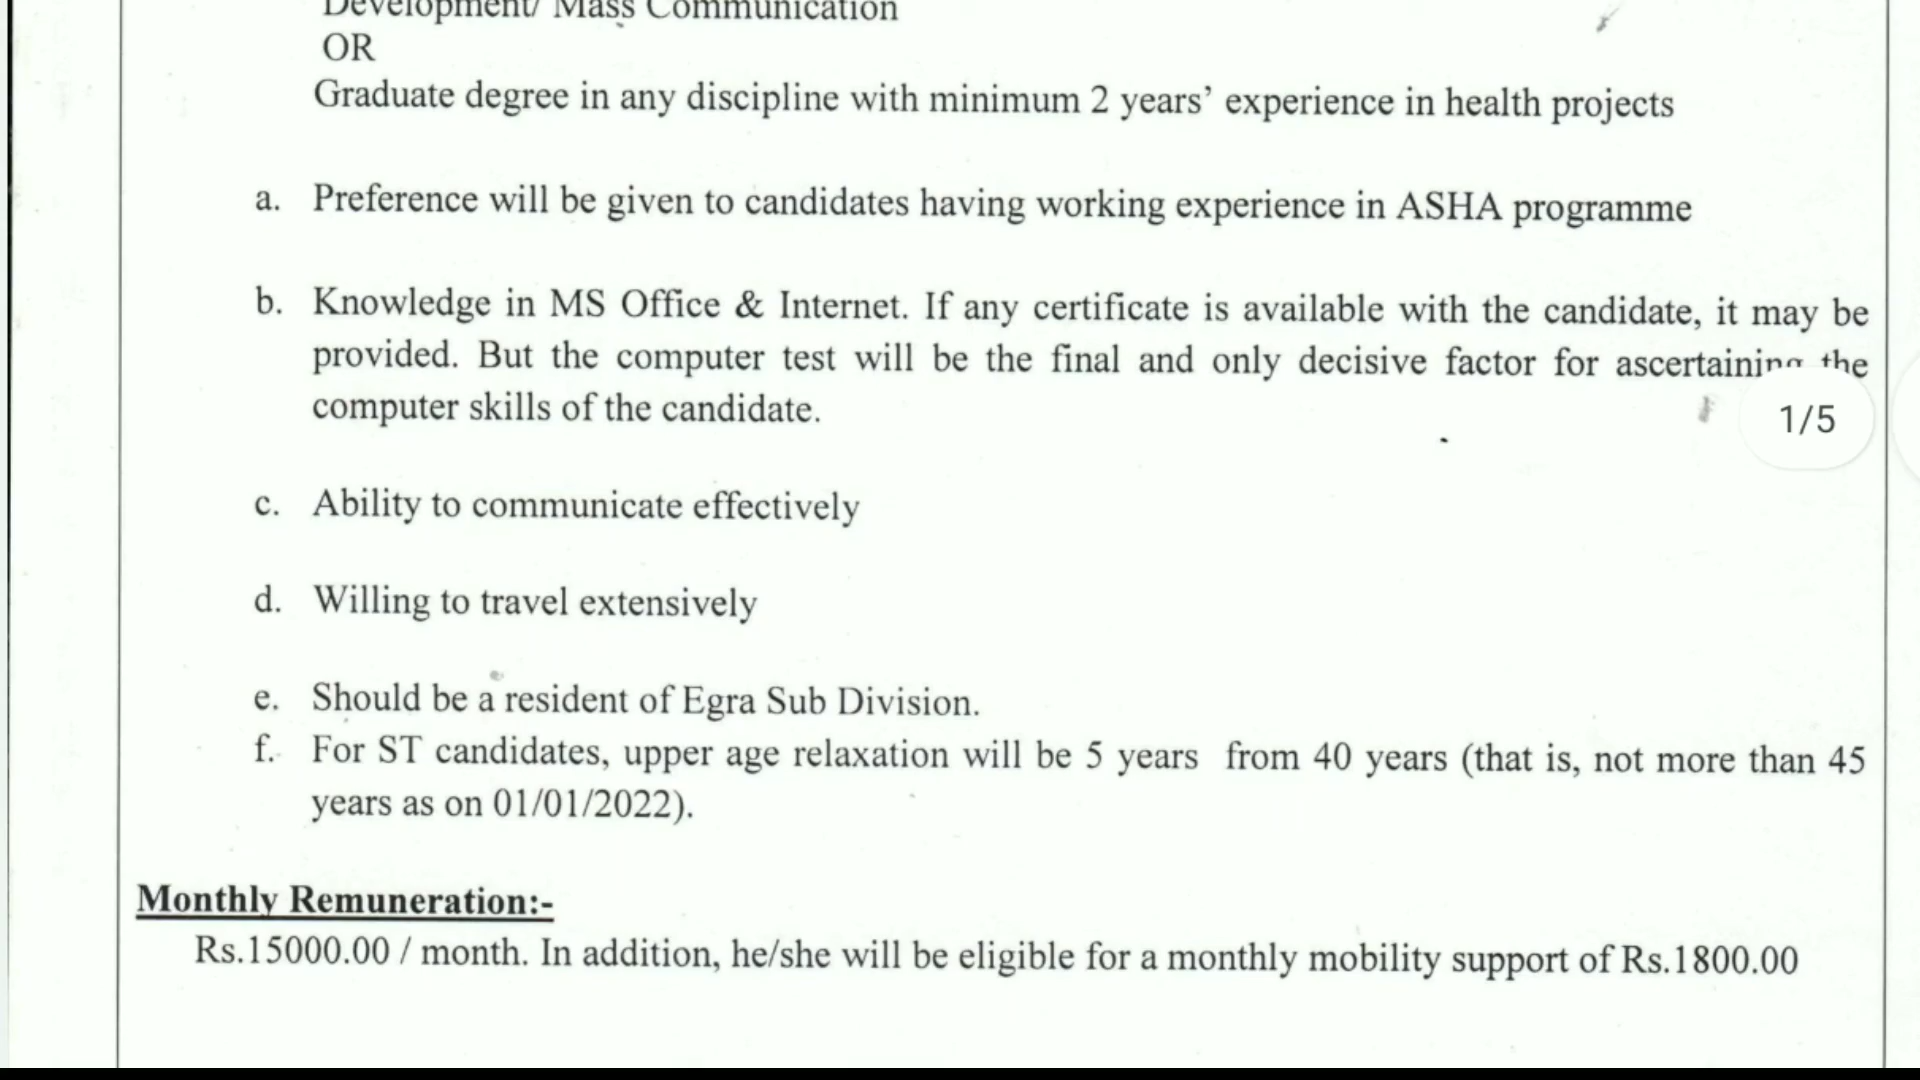 Development/ Mass Communication
OR
Graduate degree in any discipline with minimum 2 years’ experience in health projects
a. Preference will be given to candidates having working experience in ASHA programme
b. Knowledge in MS Office & Internet. If any certificate is available with the candidate, it may be
provided. But the computer test will be the final and only decisive factor for ascertaining the
computer skills of the candidate.
1/5
c. Ability to communicate effectively
d. Willing to travel extensively
e. Should be a resident of Egra Sub Division.
f. For ST candidates, upper age relaxation will be 5 years from 40 years (that is, not more than 45
years as on 01/01/2022).
Monthly Remuneration:-
Rs.15000.00 / month. In addition, he/she will be eligible for a monthly mobility support of Rs.1800.00